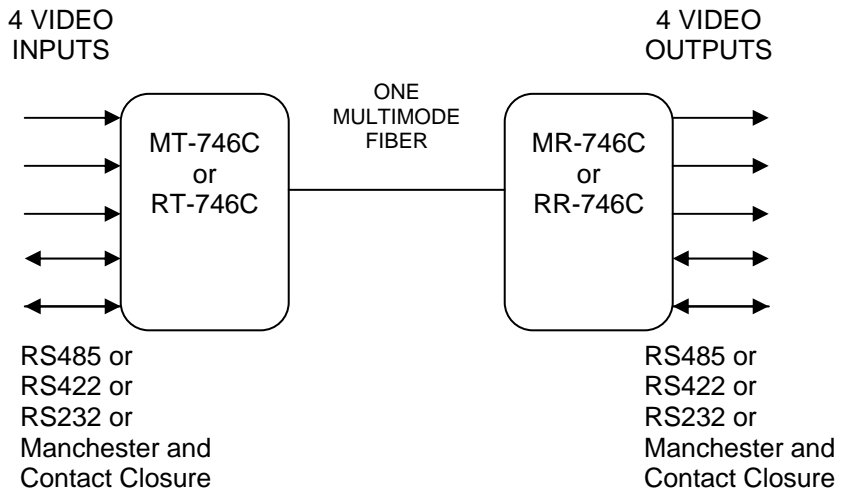 4 VIDEO
INPUTS
4 VIDEO
OUTPUTS
ONE
MULTIMODE
FIBER
MT-746C
or
RT-746C
MR-746C
or
RR-746C
RS485 or
RS422 or
RS232 or
Manchester and
Contact Closure
RS485 or
RS422 or
RS232 or
Manchester and
Contact Closure